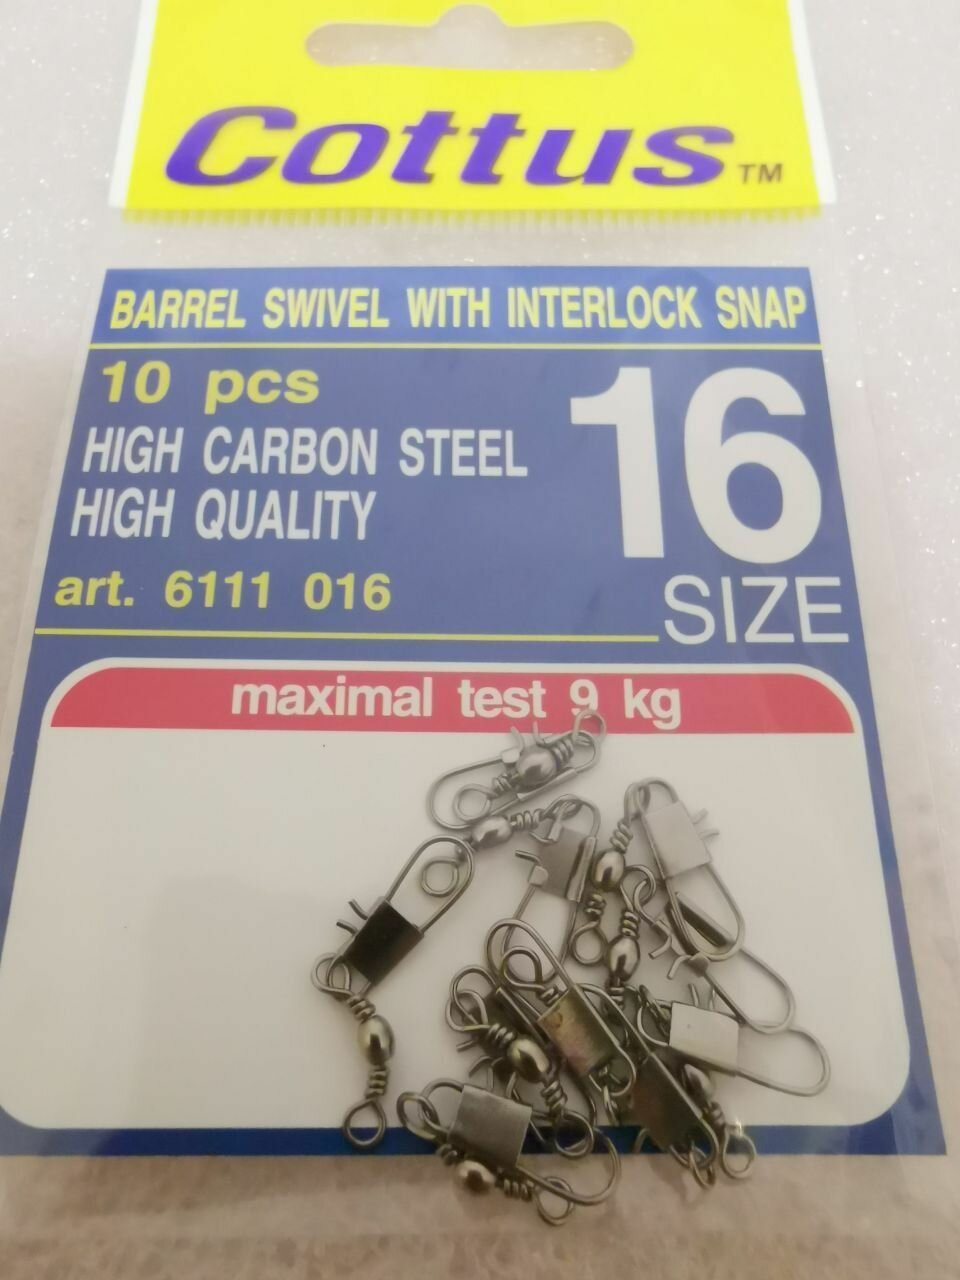 Cottus™
BARREL SWIVEL WITH INTERLOCK SNAP
10 pcs
HIGH CARBON STEEL
HIGH QUALITY
art. 6111 016
16
SIZE
maximal test 9 kg